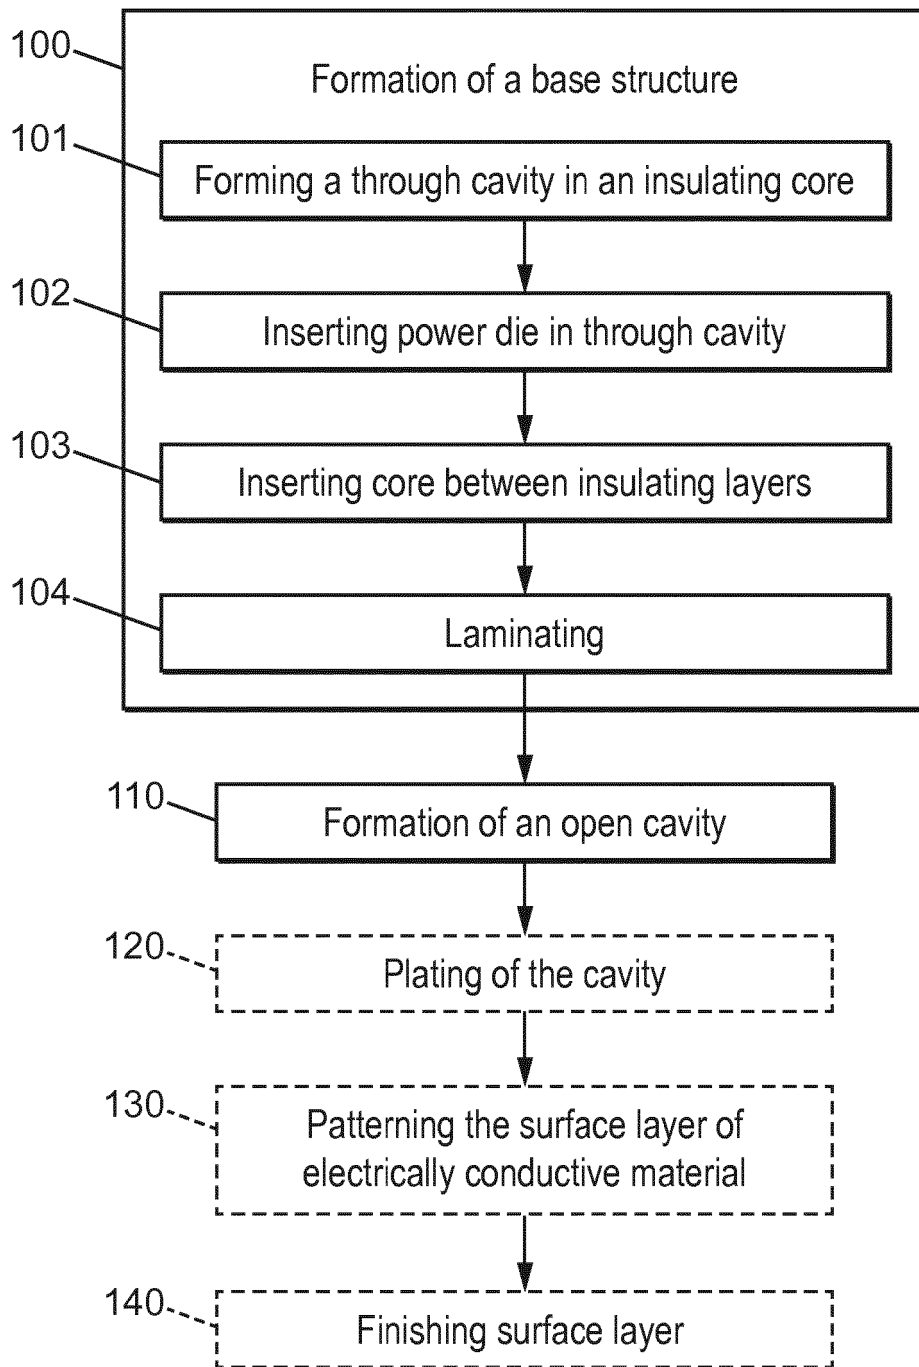 100
Formation of a base structure
101
Forming a through cavity in an insulating core
102
Inserting power die in through cavity
103
Inserting core between insulating layers
104
Laminating
110
Formation of an open cavity
120
Plating of the cavity
130
Patterning the surface layer of
electrically conductive material
140
Finishing surface layer